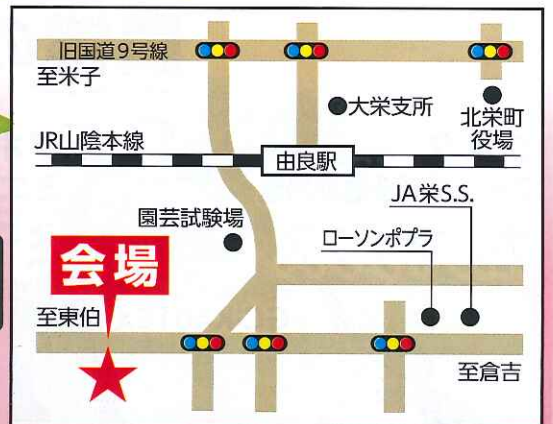 旧国道9号線
至米子
大栄支所
北栄町
役場
JR山陰本線
由良駅
JA栄S.S.
園芸試験場
ローソンポプラ
会場
至東伯
至倉吉